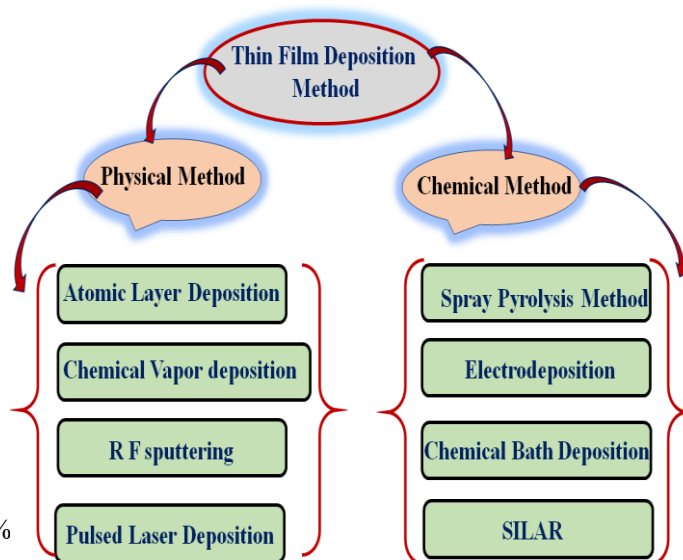 Thin Film Deposition
Method
Physical Method
Chemical Method
Atomic Layer Deposition
Chemical Vapor deposition
R F sputtering
Pulsed Laser Deposition
Spray Pyrolysis Method
Electrodeposition
Chemical Bath Deposition
SILAR
%